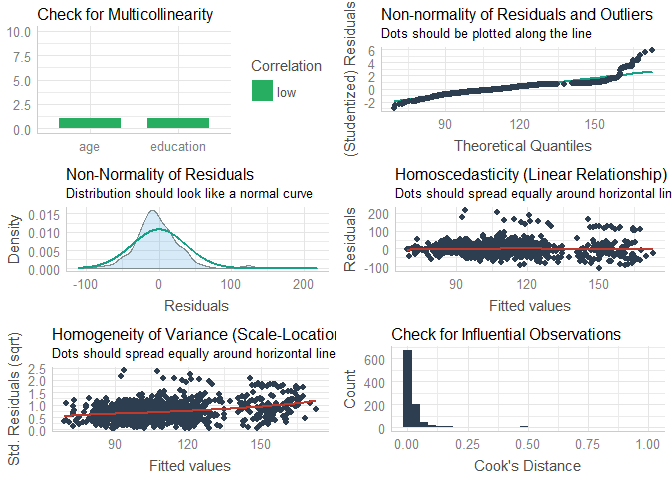 Check for Multicollinearity
10.0
7.5
5.0
2.5
0.0
age education
Correlation
low
Non-normality of Residuals and Outliers
Dots should be plotted along the line
(Studentized) Residuals
6
4
2
0
-2
90 120 150
Theoretical Quantiles
Non-Normality of Residuals
Distribution should look like a normal curve
Density
0.015
0.010
0.005
0.000
-100 0 100 200
Residuals
Homoscedasticity (Linear Relationship)
Dots should spread equally around horizontal lin
Residuals
200
100
0
-100
90 120 150
Fitted values
Homogeneity of Variance (Scale-Location
Dots should spread equally around horizontal line
Std. Residuals (sqrt)
2.5
2.0
1.5
1.0
0.5
0.0
90 120 150
Fitted values
Check for Influential Observations
Count
600
400
200
0
0.00 0.25 0.50 0.75 1.00
Cook's Distance